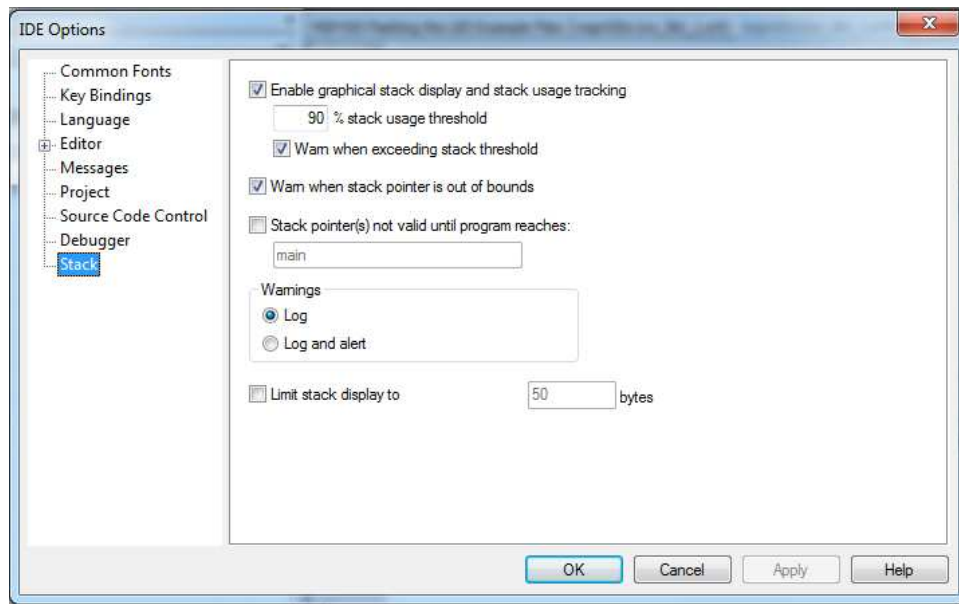 IDE Options
Common Fonts
Key Bindings
Language
Editor
Messages
Project
Source Code Control
Debugger
Stack
Enable graphical stack display and stack usage tracking
90 % stack usage threshold
Warn when exceeding stack threshold
Warn when stack pointer is out of bounds
Stack pointer(s) not valid until program reaches:
main
Warnings
Log
Log and alert
Limit stack display to 50 bytes
OK Cancel Apply Help